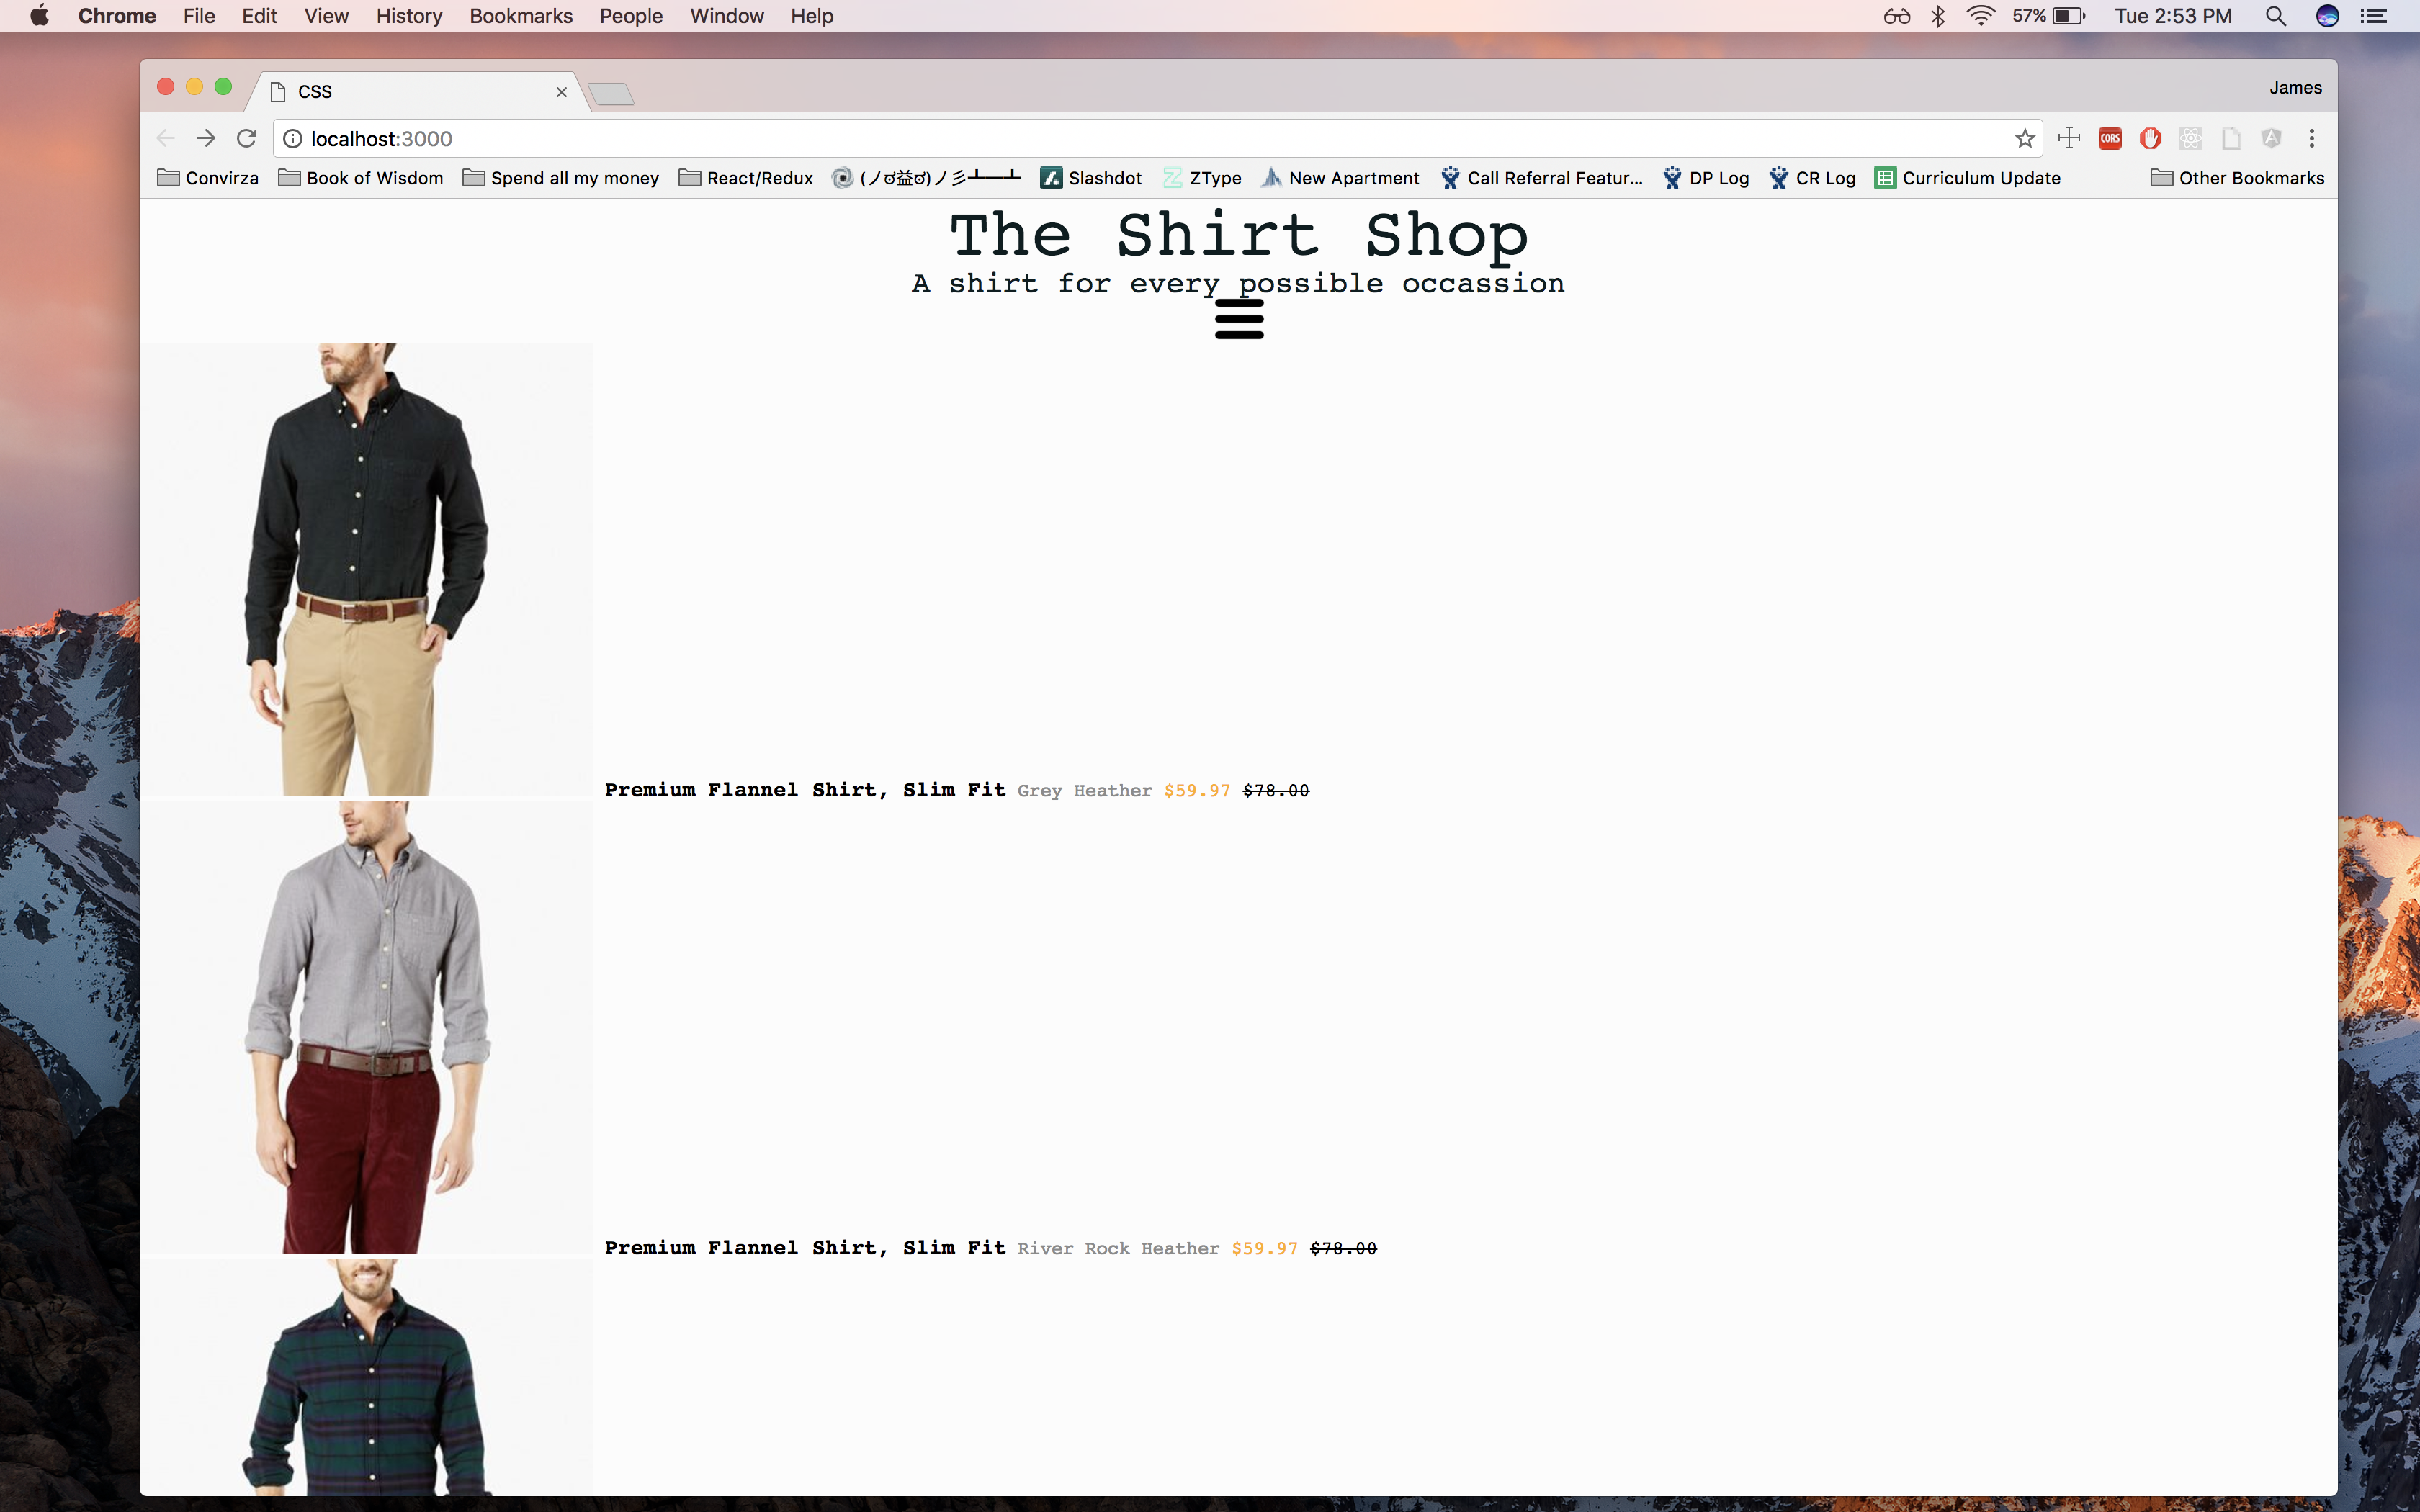 Chrome File Edit View History Bookmarks People Window Help 57% Tue 2:53 PM
CSS James
localhost:3000 CORS
Convirza Book of Wisdom Spend all my money React/Redux (ノಠ益ಠ)ノ彡┻━┻ Slashdot ZType New Apartment Call Referral Featur... DP Log CR Log Curriculum Update Other Bookmarks
The Shirt Shop
A shirt for every possible occassion
Premium Flannel Shirt, Slim Fit Grey Heather $59.97 $78.00
Premium Flannel Shirt, Slim Fit River Rock Heather $59.97 $78.00